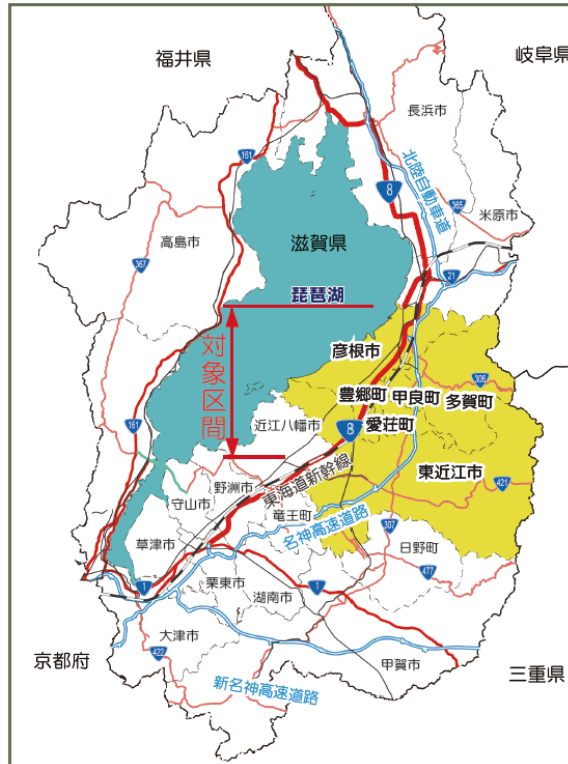 福井県
岐阜県
長浜市
161
北陸自動車道
8
365
米原市
高島市
滋賀県
367
21
琵琶湖
対象区間
彦根市
306
豊郷町
甲良町
多賀町
161
近江八幡市
8
愛荘町
東海道新幹線
東近江市
421
野洲市
守山市
竜王町
名神高速道路
307
草津市
日野町
477
1
栗東市
湖南市
1
大津市
京都府
422
甲賀市
三重県
新名神高速道路